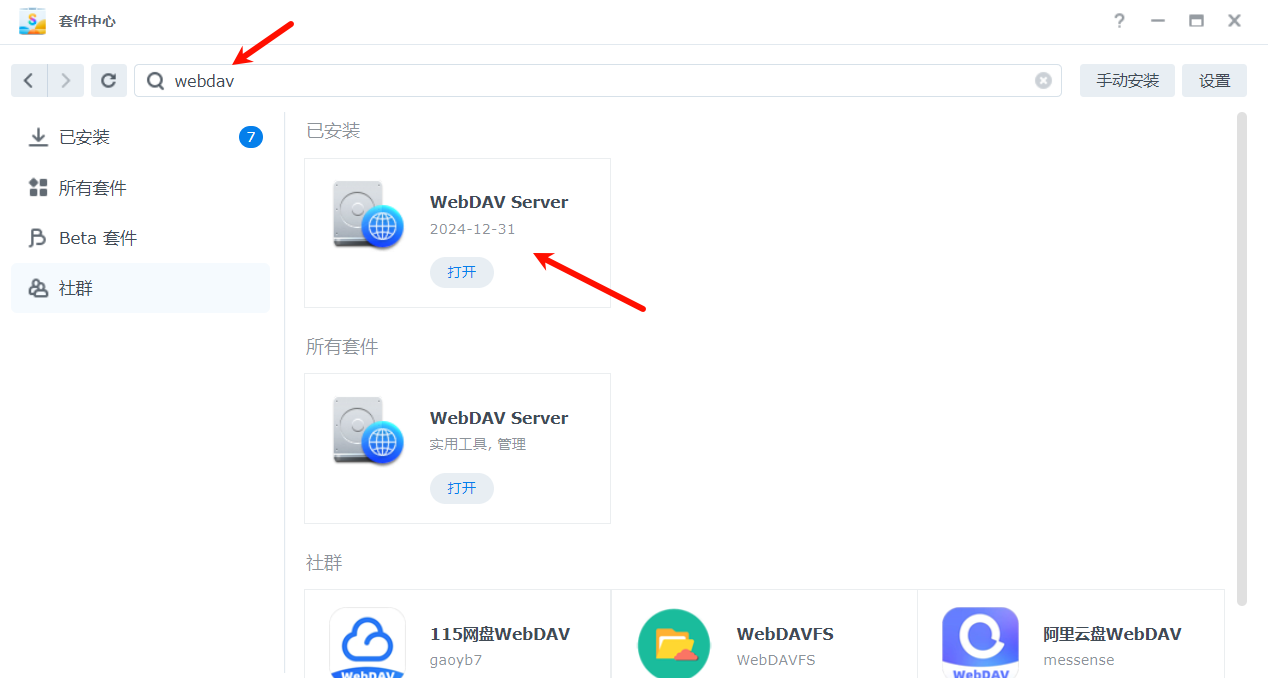 套件中心
webdav
手动安装
设置
已安装
7
所有套件
Beta 套件
社群
已安装
WebDAV Server
2024-12-31
打开
所有套件
WebDAV Server
实用工具, 管理
打开
社群
115网盘WebDAV
gaoyb7
WebDAV
WebDAVFS
WebDAVFS
阿里云盘WebDAV
messense
WebDAV